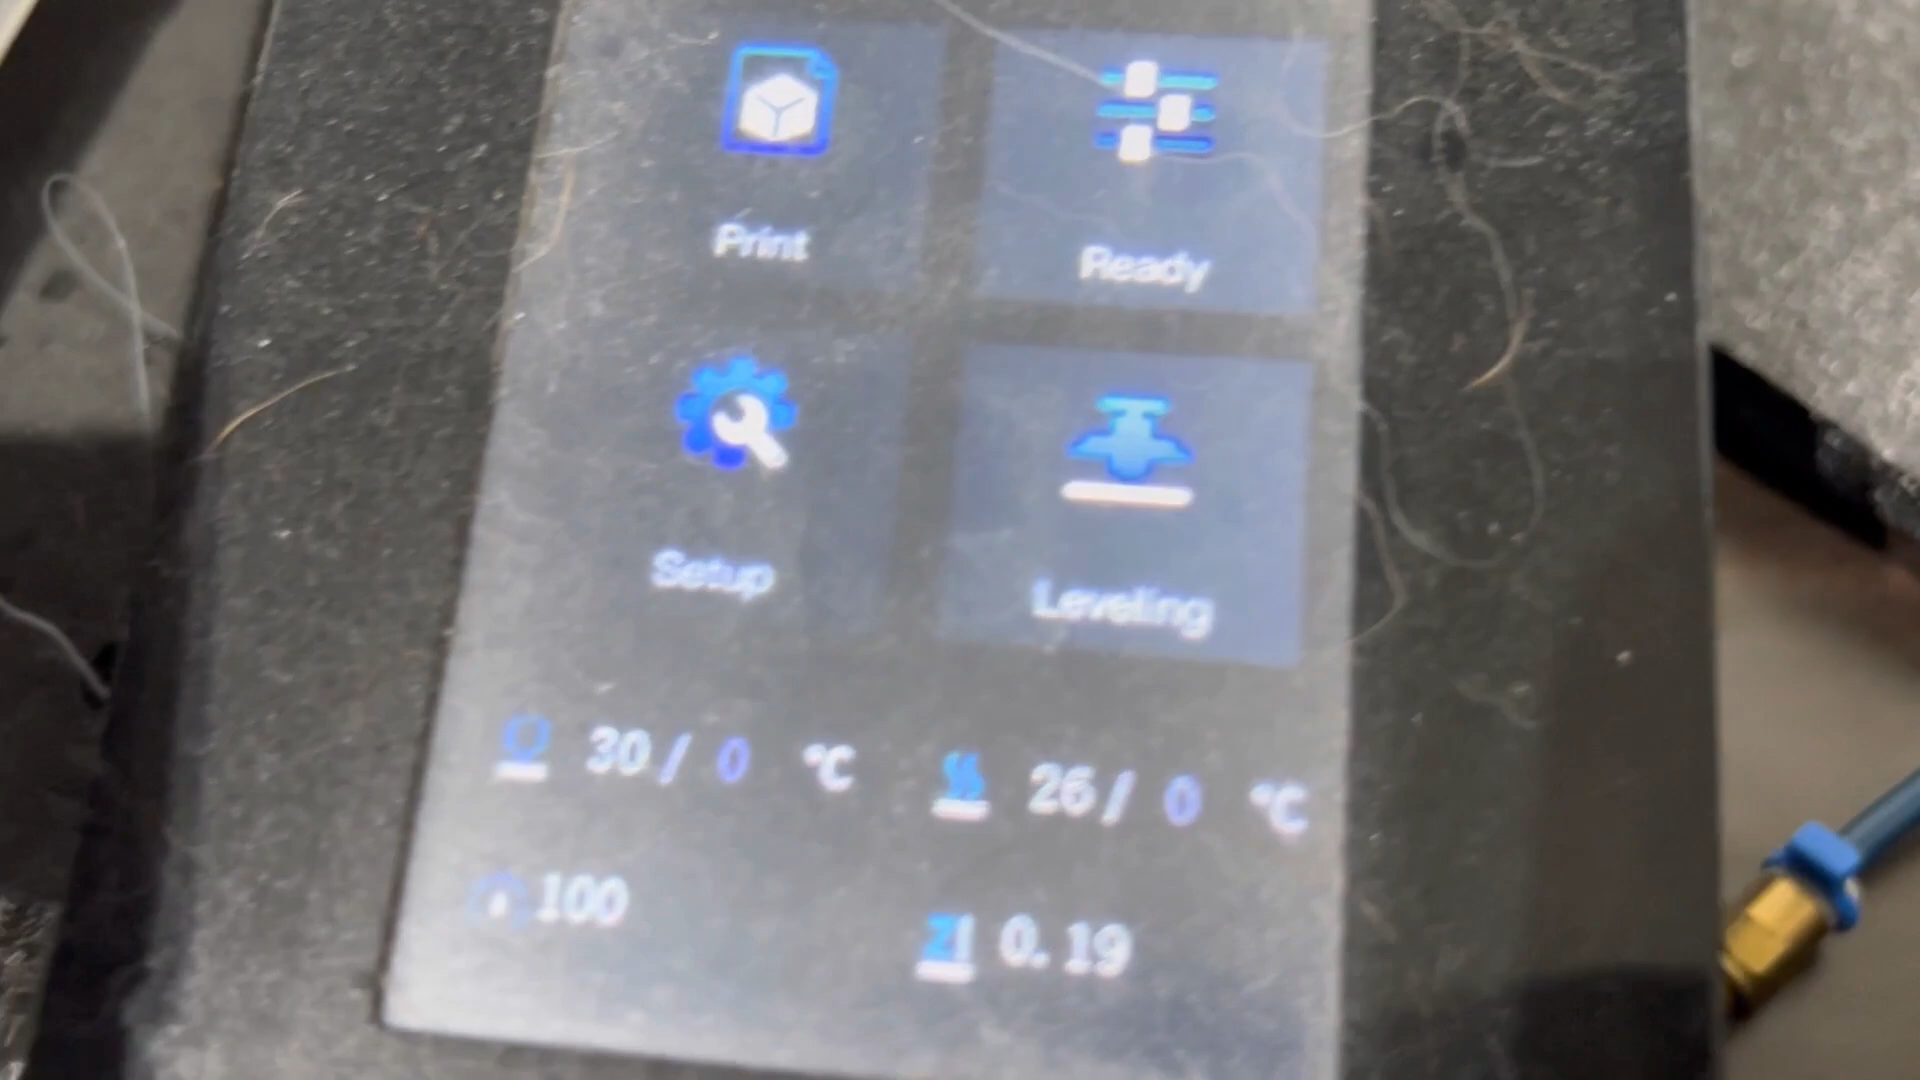 Print
Ready
Setup
Leveling
30 / 0 °C
26 / 0 °C
100
Z 0.19